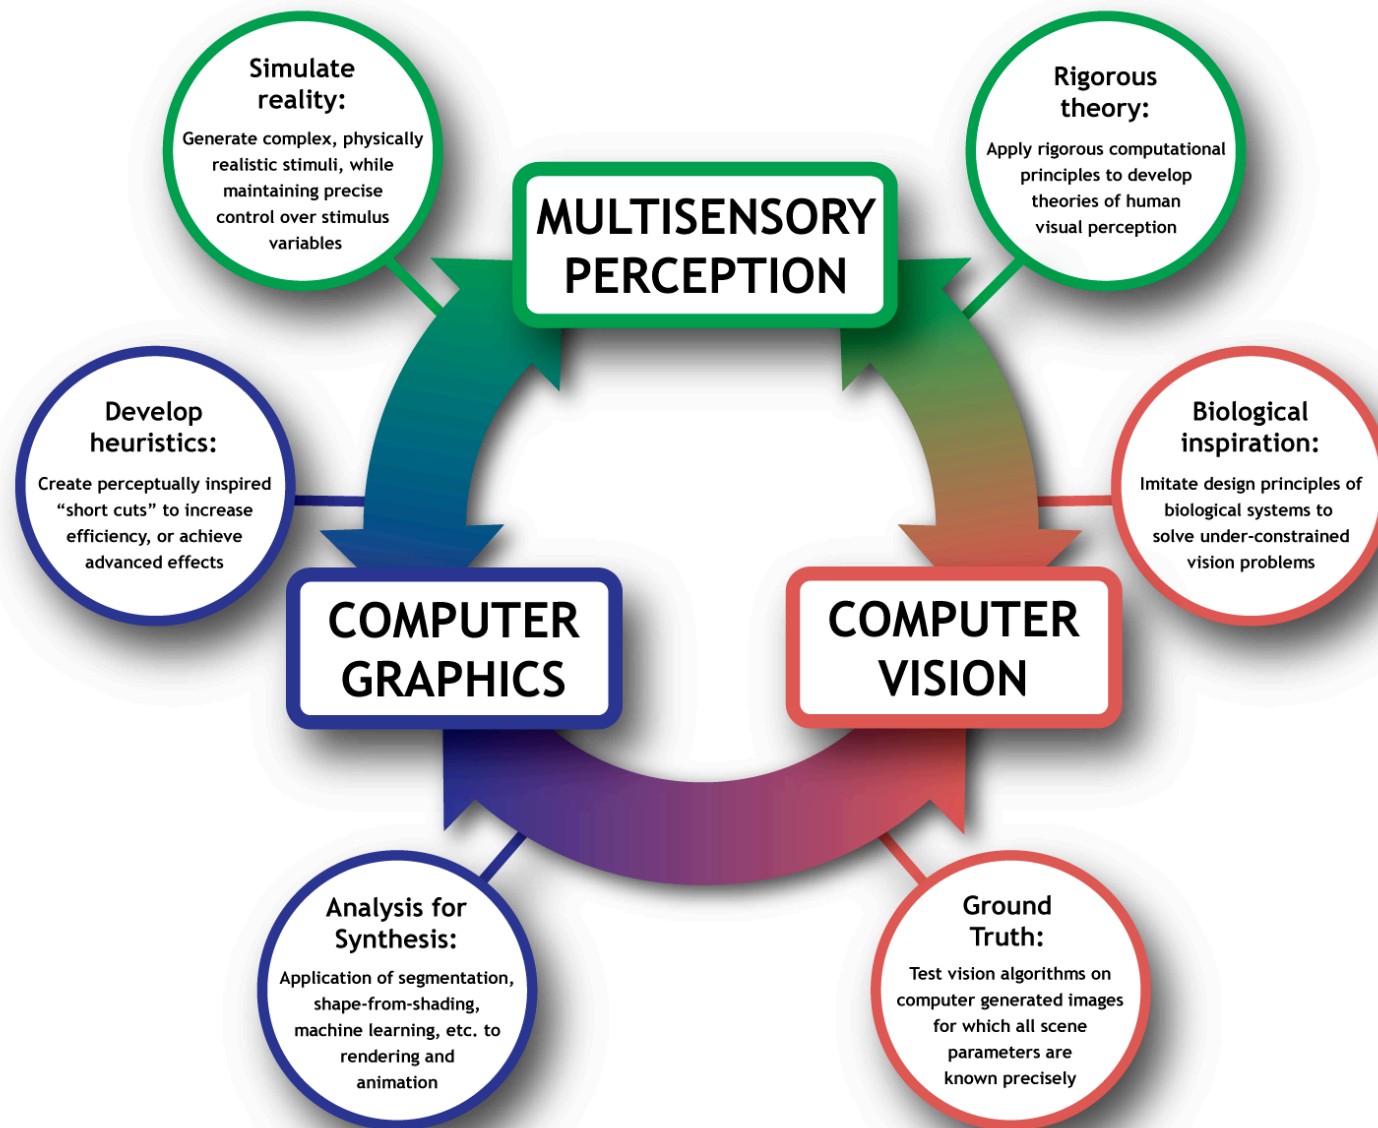 Simulate
reality:
Generate complex, physically
realistic stimuli, while
maintaining precise
control over stimulus
variables
Rigorous
theory:
Apply rigorous computational
principles to develop
theories of human
visual perception
MULTISENSORY
PERCEPTION
Develop
heuristics:
Create perceptually inspired
“short cuts” to increase
efficiency, or achieve
advanced effects
Biological
inspiration:
Imitate design principles of
biological systems to
solve under-constrained
vision problems
COMPUTER
GRAPHICS
COMPUTER
VISION
Analysis for
Synthesis:
Application of segmentation,
shape-from-shading,
machine learning, etc. to
rendering and
animation
Ground
Truth:
Test vision algorithms on
computer generated images
for which all scene
parameters are
known precisely